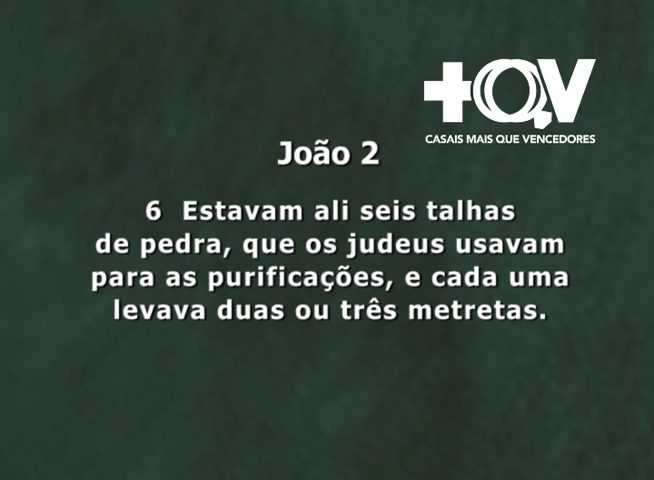 +QV
CASAIS MAIS QUE VENCEDORES
João 2
6 Estavam ali seis talhas
de pedra, que os judeus usavam
para as purificações, e cada uma
levava duas ou três metretas.